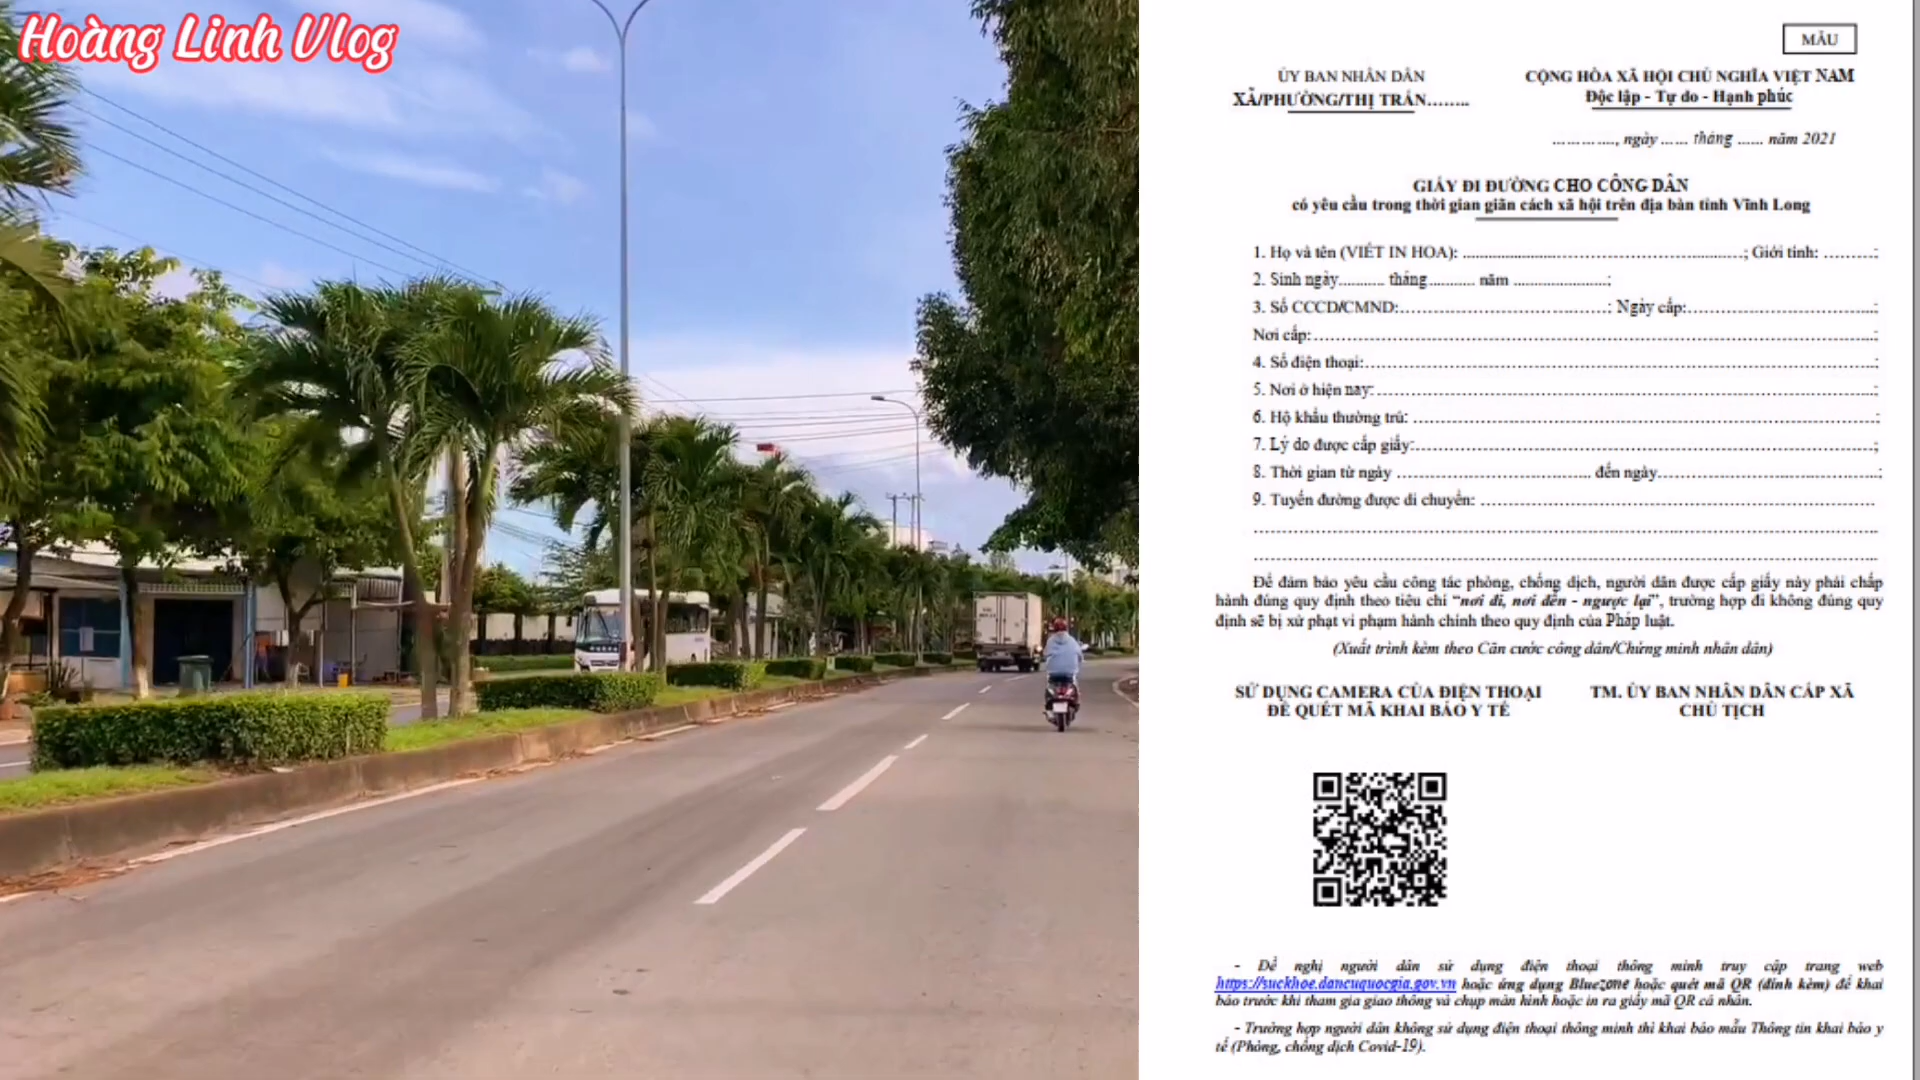 Hoàng Linh Vlog
MẪU
ỦY BAN NHÂN DÂN
XÃ/PHƯỜNG/THỊ TRẤN........
CỘNG HÒA XÃ HỘI CHỦ NGHĨA VIỆT NAM
Độc lập - Tự do - Hạnh phúc
................, ngày ...... tháng ...... năm 2021
GIẤY ĐI ĐƯỜNG CHO CÔNG DÂN
có yêu cầu trong thời gian giãn cách xã hội trên địa bàn tỉnh Vĩnh Long
1. Họ và tên (VIẾT IN HOA): ..............................................................; Giới tính: ..........;
2. Sinh ngày........... tháng........... năm .......................;
3. Số CCCD/CMND:..............................................; Ngày cấp:..........................................;
Nơi cấp:..........................................................................................................................;
4. Số điện thoại:...............................................................................................................;
5. Nơi ở hiện nay:.............................................................................................................;
6. Hộ khẩu thường trú: .....................................................................................................;
7. Lý do được cấp giấy:.....................................................................................................;
8. Thời gian từ ngày .......................................... đến ngày................................................;
9. Tuyến đường được di chuyển: ......................................................................................
.........................................................................................................................................
.........................................................................................................................................
Để đảm bảo yêu cầu công tác phòng, chống dịch, người dân được cấp giấy này phải chấp
hành đúng quy định theo tiêu chí “nơi đi, nơi đến - ngược lại”, trường hợp đi không đúng quy
định sẽ bị xử phạt vi phạm hành chính theo quy định của Pháp luật.
(Xuất trình kèm theo Căn cước công dân/Chứng minh nhân dân)
SỬ DỤNG CAMERA CỦA ĐIỆN THOẠI
ĐỂ QUÉT MÃ KHAI BÁO Y TẾ
TM. ỦY BAN NHÂN DÂN CẤP XÃ
CHỦ TỊCH
- Đề nghị người dân sử dụng điện thoại thông minh truy cập trang web
https://suckhoe.dancuquocgia.gov.vn hoặc ứng dụng Bluezone hoặc quét mã QR (đính kèm) để khai
báo trước khi tham gia giao thông và chụp màn hình hoặc in ra giấy mã QR cá nhân.
- Trường hợp người dân không sử dụng điện thoại thông minh thì khai báo mẫu Thông tin khai báo y
tế (Phòng, chống dịch Covid-19).